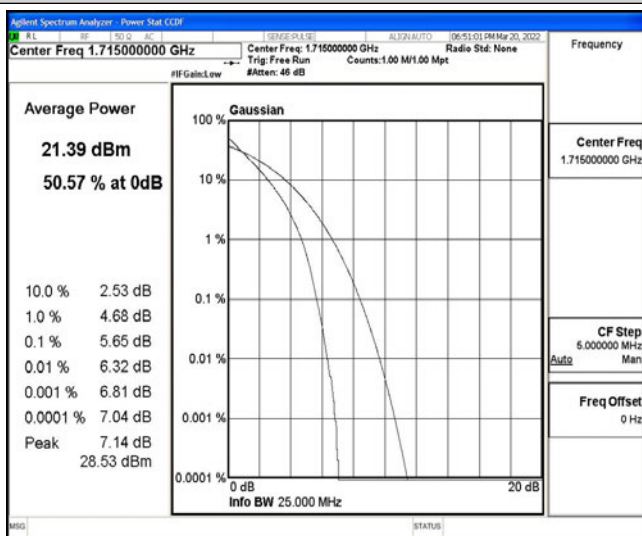 Agilent Spectrum Analyzer - Power Stat CCDF
RL RF 50 Ω AC SENSE:PULSE ALIGN AUTO 06:51:01 PM Mar 20, 2022
Center Freq 1.715000000 GHz
Center Freq: 1.715000000 GHz
Radio Std: None
Trig: Free Run
Counts:1.00 M/1.00 Mpt
#IFGain:Low
#Atten: 46 dB
Average Power
21.39 dBm
50.57 % at 0dB
10.0 % 2.53 dB
1.0 % 4.68 dB
0.1 % 5.65 dB
0.01 % 6.32 dB
0.001 % 6.81 dB
0.0001 % 7.04 dB
Peak 7.14 dB
28.53 dBm
Gaussian
100 %
10 %
1 %
0.1 %
0.01 %
0.001 %
0.0001 %
0 dB
20 dB
Info BW 25.000 MHz
Frequency
Center Freq
1.715000000 GHz
CF Step
5.000000 MHz
Auto Man
Freq Offset
0 Hz
MSG
STATUS